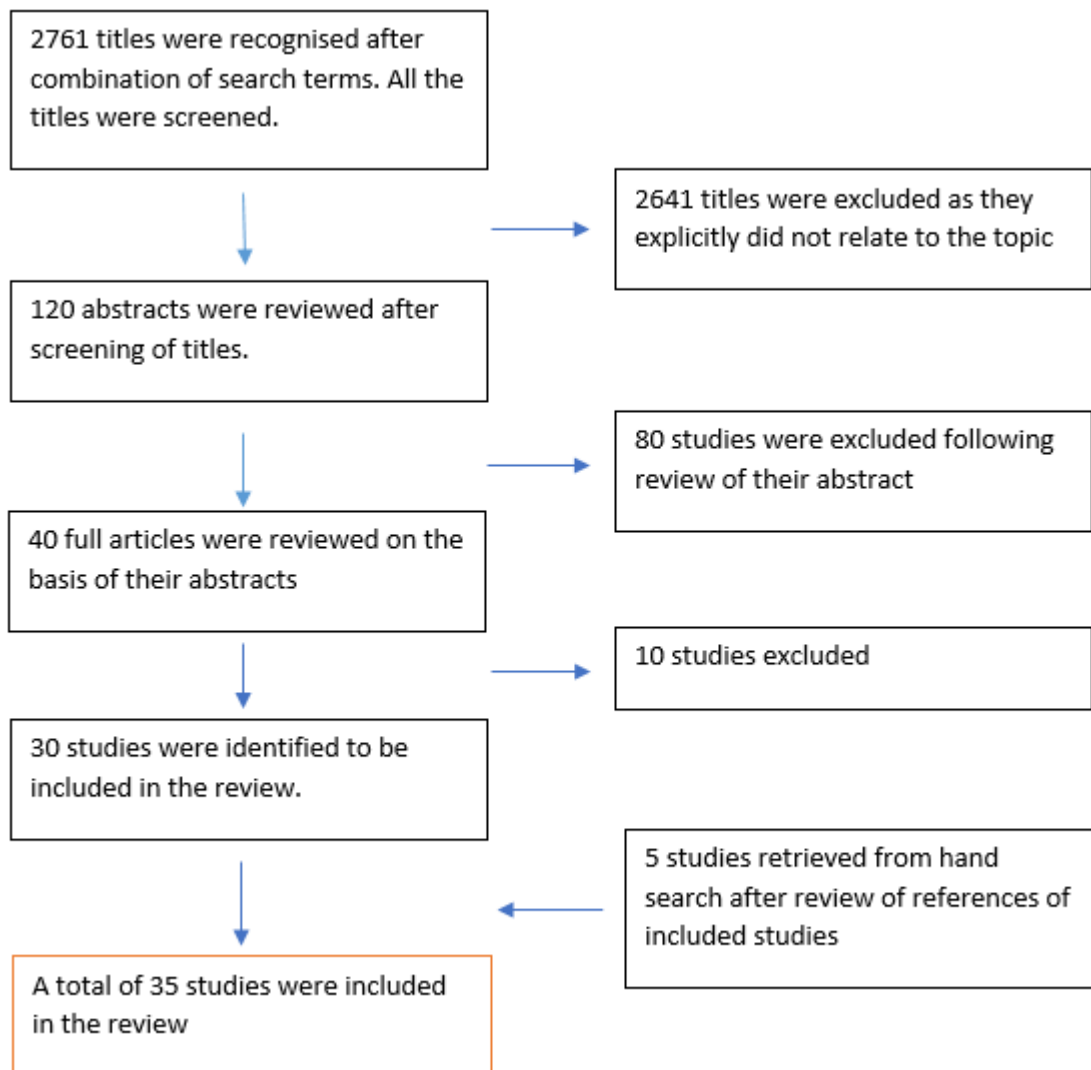 2761 titles were recognised after
combination of search terms. All the
titles were screened.
2641 titles were excluded as they
explicitly did not relate to the topic
120 abstracts were reviewed after
screening of titles.
80 studies were excluded following
review of their abstract
40 full articles were reviewed on the
basis of their abstracts
10 studies excluded
30 studies were identified to be
included in the review.
5 studies retrieved from hand
search after review of references of
included studies
A total of 35 studies were included
in the review